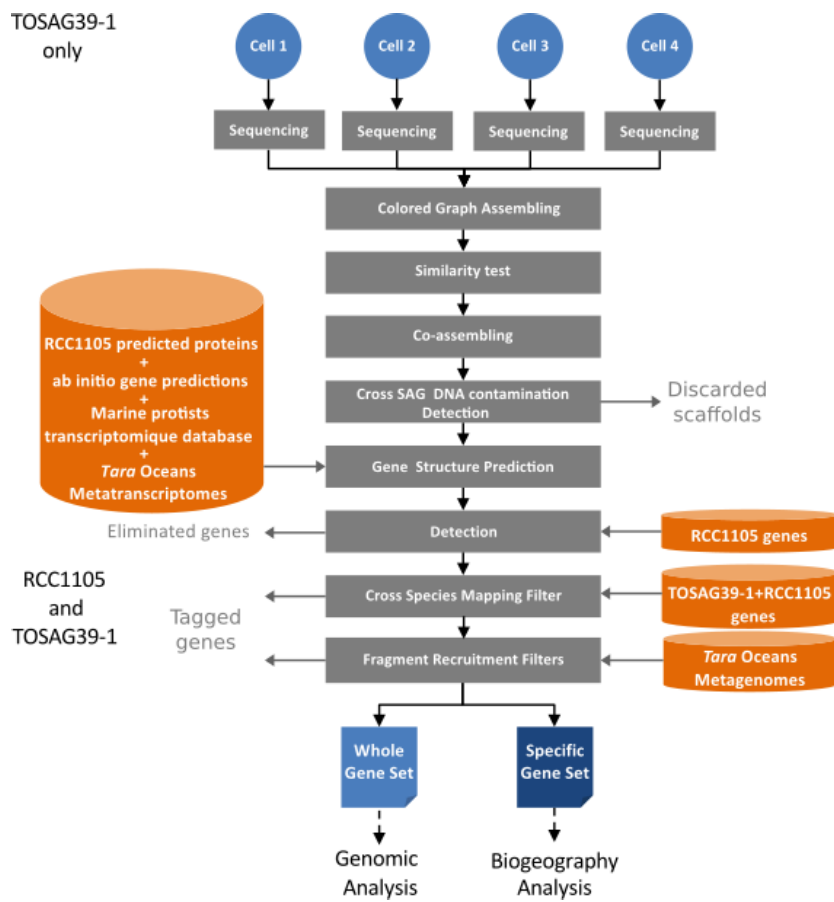 TOSAG39-1
only
Cell 1
Cell 2
Cell 3
Cell 4
Sequencing
Sequencing
Sequencing
Sequencing
Colored Graph Assembling
Similarity test
Co-assembling
Cross SAG DNA contamination
Detection
Discarded
scaffolds
RCC1105 predicted proteins
+
ab initio gene predictions
+
Marine protists
transcriptomique database
+
Tara Oceans
Metatranscriptomes
Gene Structure Prediction
Eliminated genes
Detection
RCC1105 genes
RCC1105
and
TOSAG39-1
Tagged
genes
Cross Species Mapping Filter
TOSAG39-1+RCC1105
genes
Fragment Recruitment Filters
Tara Oceans
Metagenomes
Whole
Gene Set
Specific
Gene Set
Genomic
Analysis
Biogeography
Analysis